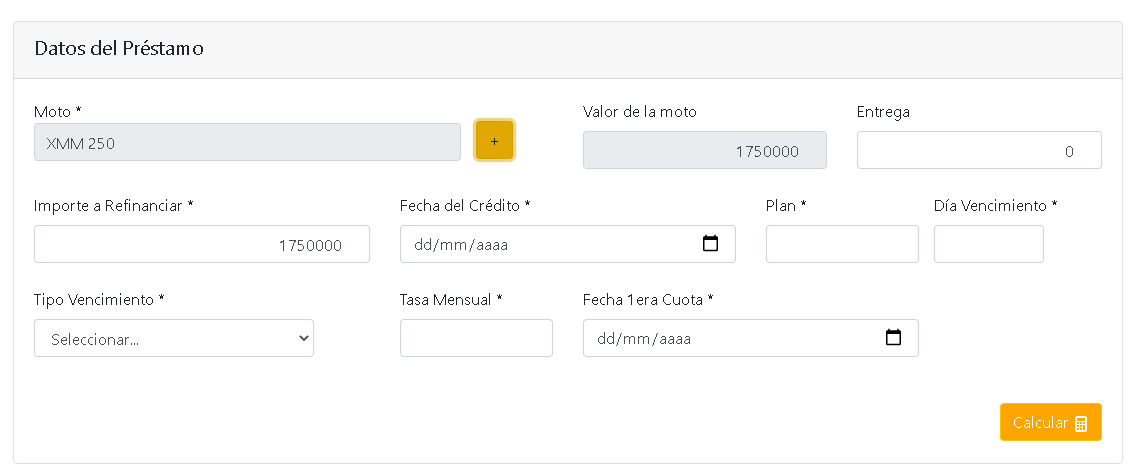 Datos del Préstamo
Moto * Valor de la moto Entrega
XMM 250 + 1750000 0
Importe a Refinanciar * Fecha del Crédito * Plan * Día Vencimiento *
1750000 dd/mm/aaaa
Tipo Vencimiento * Tasa Mensual * Fecha 1era Cuota *
Seleccionar... dd/mm/aaaa
Calcular